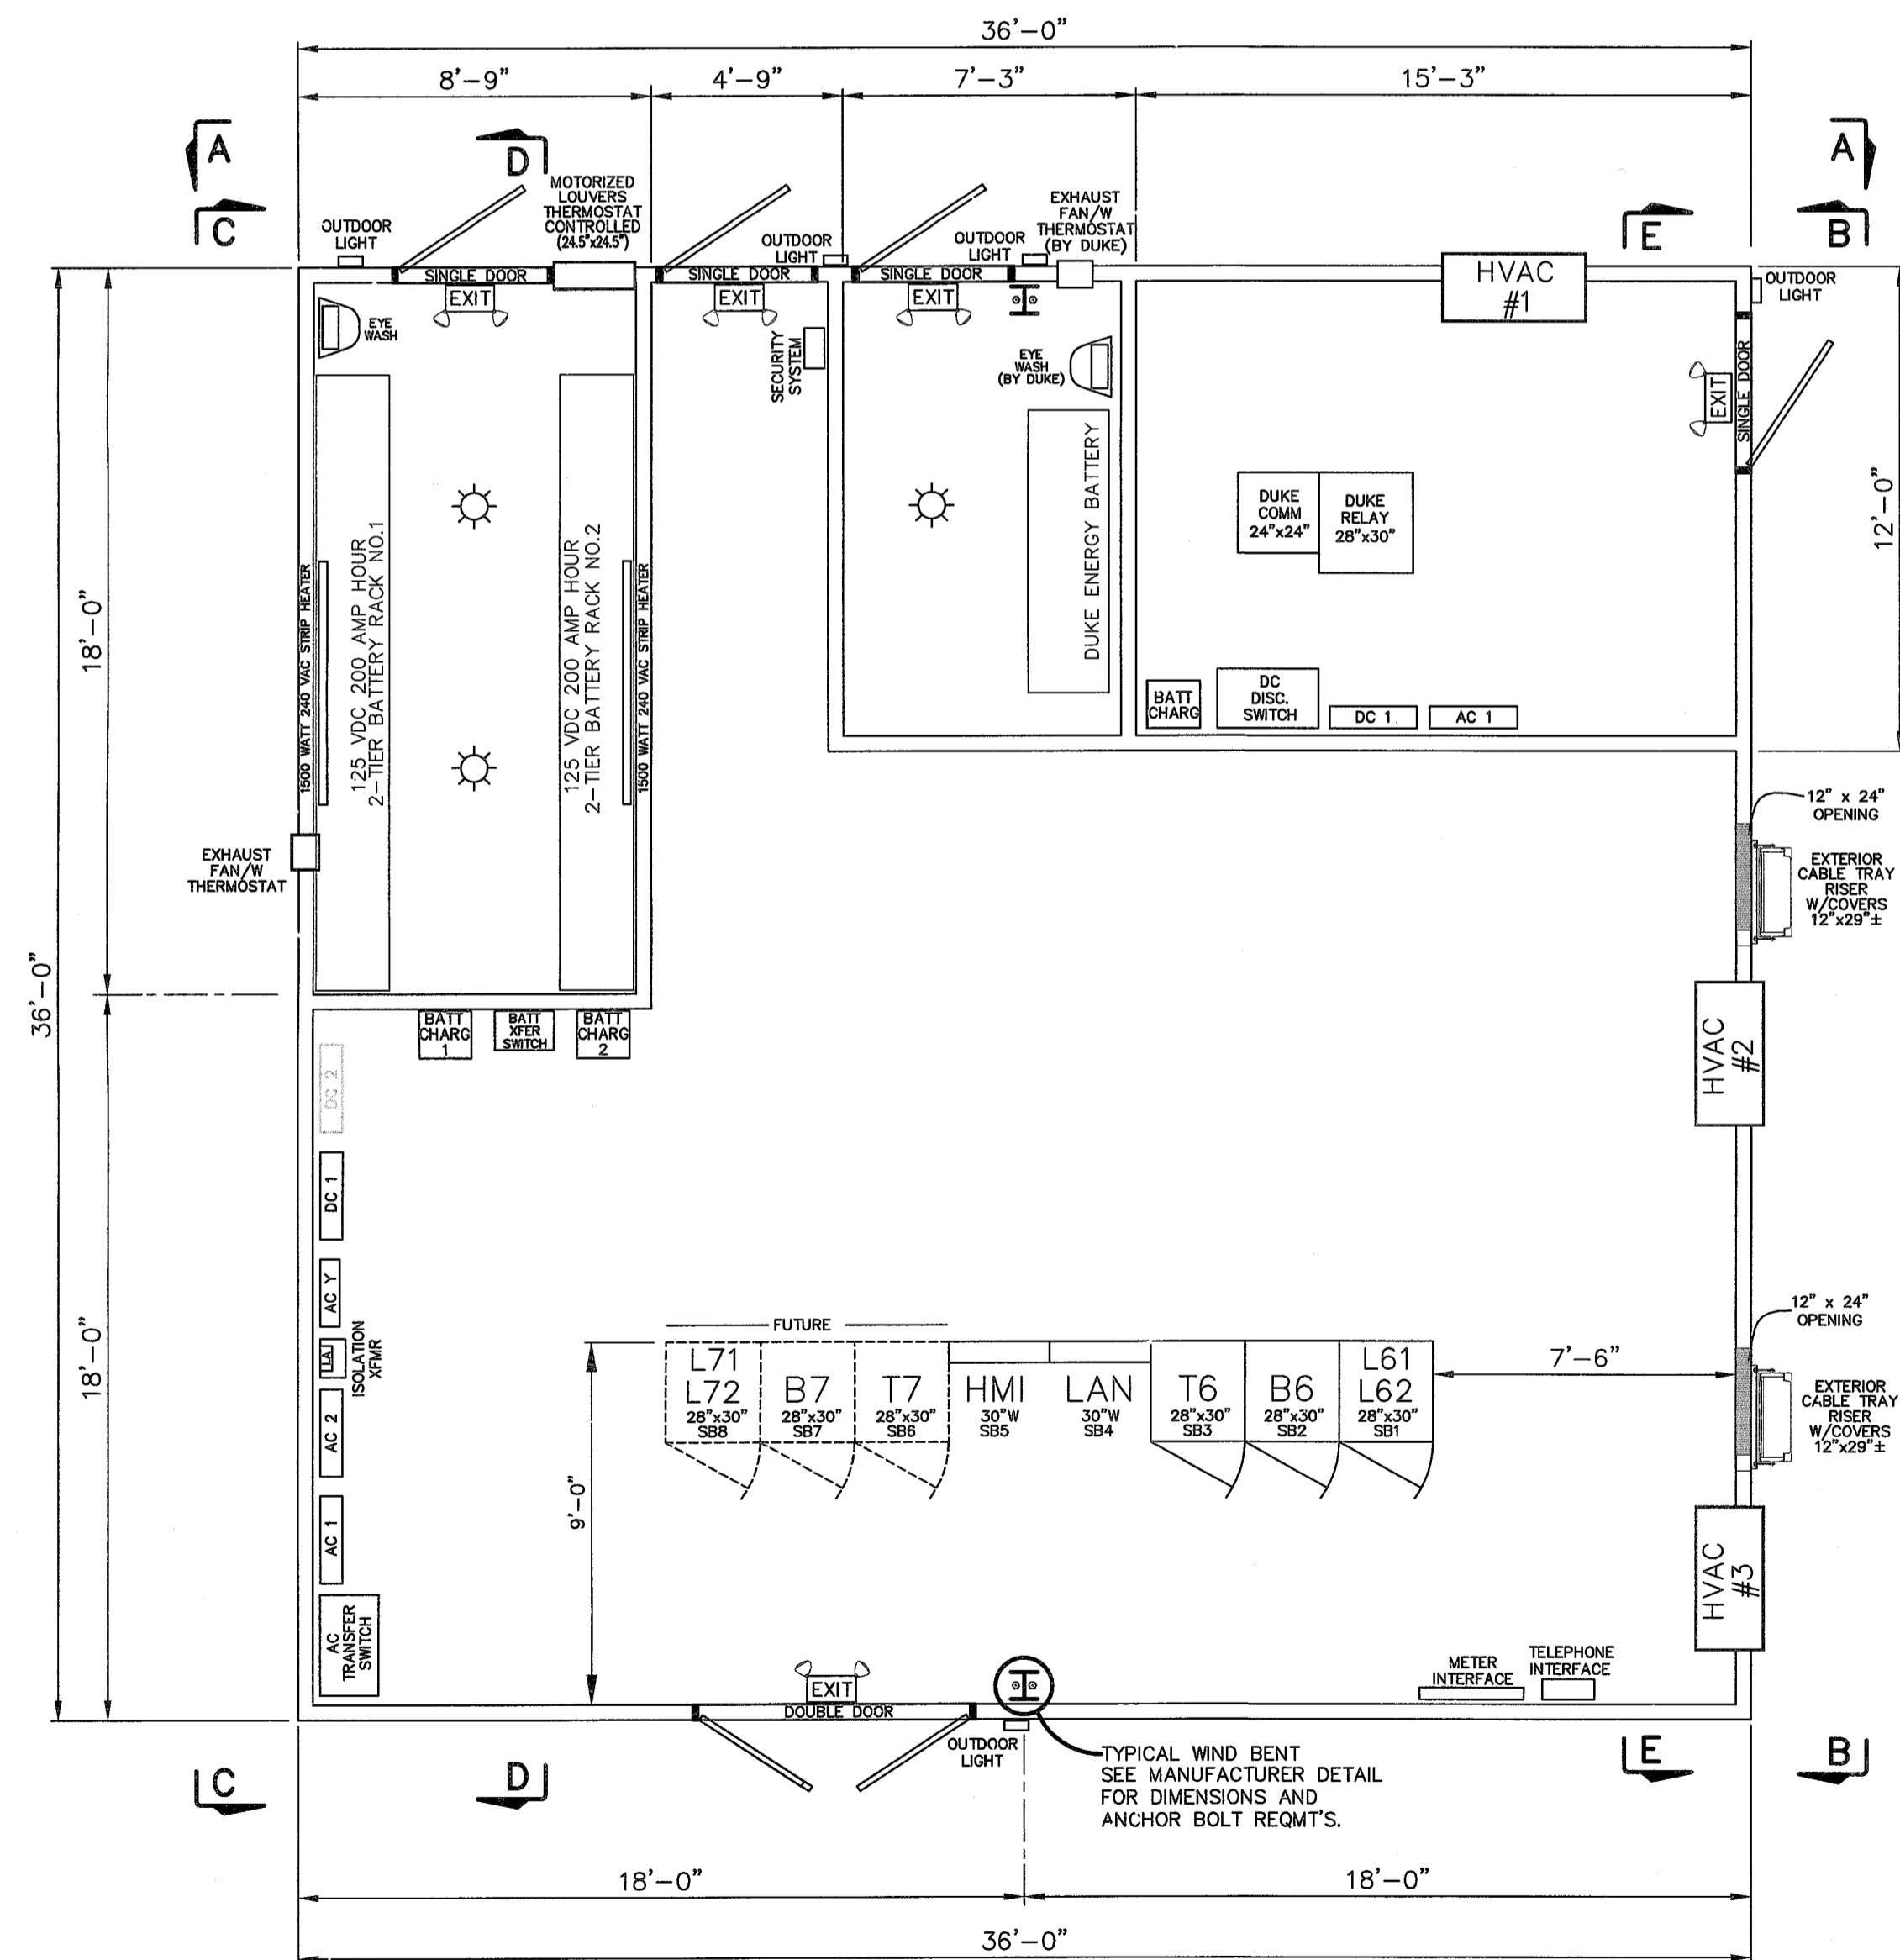 36'-0"
8'-9"
4'-9"
7'-3"
15'-3"
A
D
A
C
E
B
MOTORIZED
LOUVERS
THERMOSTAT
CONTROLLED
(24.5"x24.5")
OUTDOOR
LIGHT
OUTDOOR
LIGHT
OUTDOOR
LIGHT
EXHAUST
FAN/W
THERMOSTAT
(BY DUKE)
SINGLE DOOR
SINGLE DOOR
SINGLE DOOR
HVAC
#1
OUTDOOR
LIGHT
EXIT
EXIT
EXIT
EYE
WASH
SECURITY
SYSTEM
EYE
WASH
(BY DUKE)
EXIT
SINGLE DOOR
12'-0"
DUKE
COMM
24"x24"
DUKE
RELAY
28"x30"
DUKE ENERGY BATTERY
1500 WATT 240 VAC STRIP HEATER
125 VDC 200 AMP HOUR
2-TIER BATTERY RACK NO.1
125 VDC 200 AMP HOUR
2-TIER BATTERY RACK NO.2
1500 WATT 240 VAC STRIP HEATER
18'-0"
36'-0"
BATT
CHARG
DC
DISC.
SWITCH
DC 1
AC 1
12" x 24"
OPENING
EXHAUST
FAN/W
THERMOSTAT
EXTERIOR
CABLE TRAY
RISER
W/COVERS
12"x29"±
BATT
CHARG
1
BATT
XFER
SWITCH
BATT
CHARG
2
HVAC
#2
DC 2
DC 1
AC Y
LA
ISOLATION
XFMR
AC 2
AC 1
AC
TRANSFER
SWITCH
18'-0"
12" x 24"
OPENING
FUTURE
7'-6"
L71
L72
28"x30"
SB8
B7
28"x30"
SB7
T7
28"x30"
SB6
HMI
30"W
SB5
LAN
30"W
SB4
T6
28"x30"
SB3
B6
28"x30"
SB2
L61
L62
28"x30"
SB1
EXTERIOR
CABLE TRAY
RISER
W/COVERS
12"x29"±
9'-0"
HVAC
#3
METER
INTERFACE
TELEPHONE
INTERFACE
EXIT
DOUBLE DOOR
OUTDOOR
LIGHT
TYPICAL WIND BENT
SEE MANUFACTURER DETAIL
FOR DIMENSIONS AND
ANCHOR BOLT REQMT'S.
C
D
E
B
18'-0"
18'-0"
36'-0"